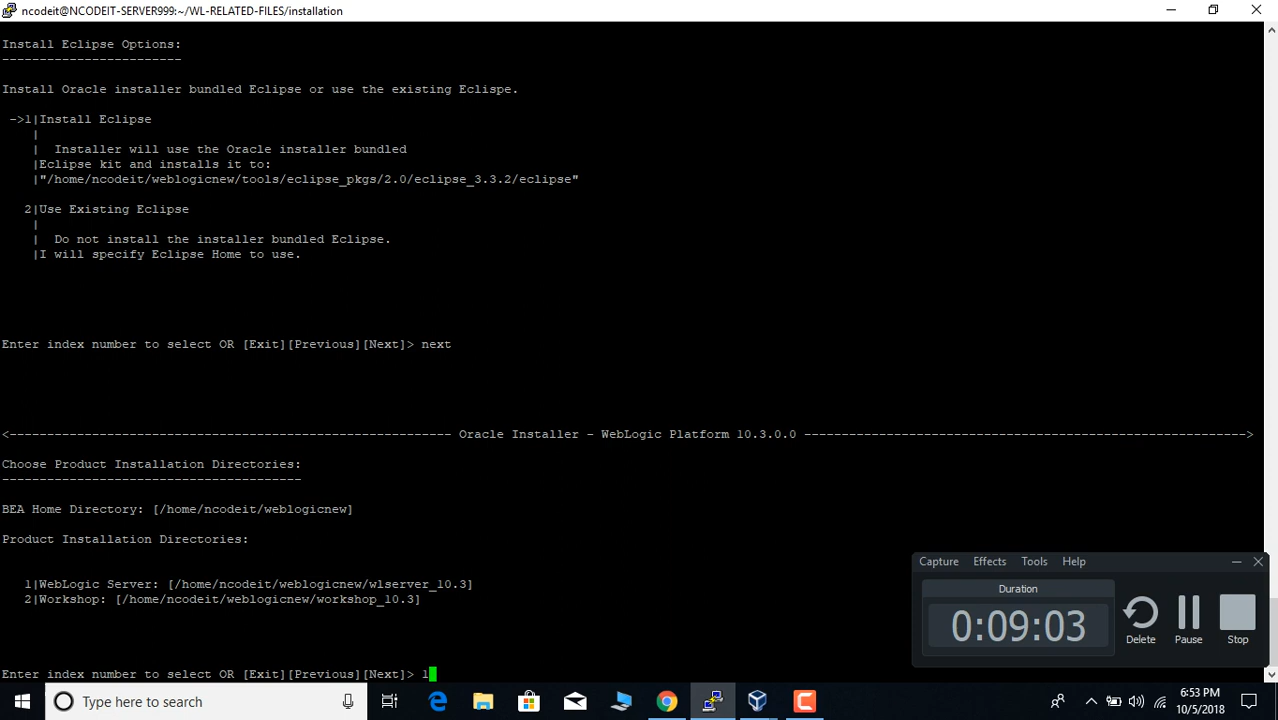 ncodeit@NCODEIT-SERVER999:~/WL-RELATED-FILES/installation
Install Eclipse Options:
------------------------
Install Oracle installer bundled Eclipse or use the existing Eclispe.
->1|Install Eclipse
|
| Installer will use the Oracle installer bundled
|Eclipse kit and installs it to:
|"/home/ncodeit/weblogicnew/tools/eclipse_pkgs/2.0/eclipse_3.3.2/eclipse"
2|Use Existing Eclipse
|
| Do not install the installer bundled Eclipse.
|I will specify Eclipse Home to use.
Enter index number to select OR [Exit][Previous][Next]> next
<----------------------------------------------------------- Oracle Installer - WebLogic Platform 10.3.0.0 ----------------------------------------------------------->
Choose Product Installation Directories:
----------------------------------------
BEA Home Directory: [/home/ncodeit/weblogicnew]
Product Installation Directories:
1|WebLogic Server: [/home/ncodeit/weblogicnew/wlserver_10.3]
2|Workshop: [/home/ncodeit/weblogicnew/workshop_10.3]
Enter index number to select OR [Exit][Previous][Next]> 1
Capture Effects Tools Help
Duration
0:09:03
Delete Pause Stop
Type here to search
6:53 PM
10/5/2018